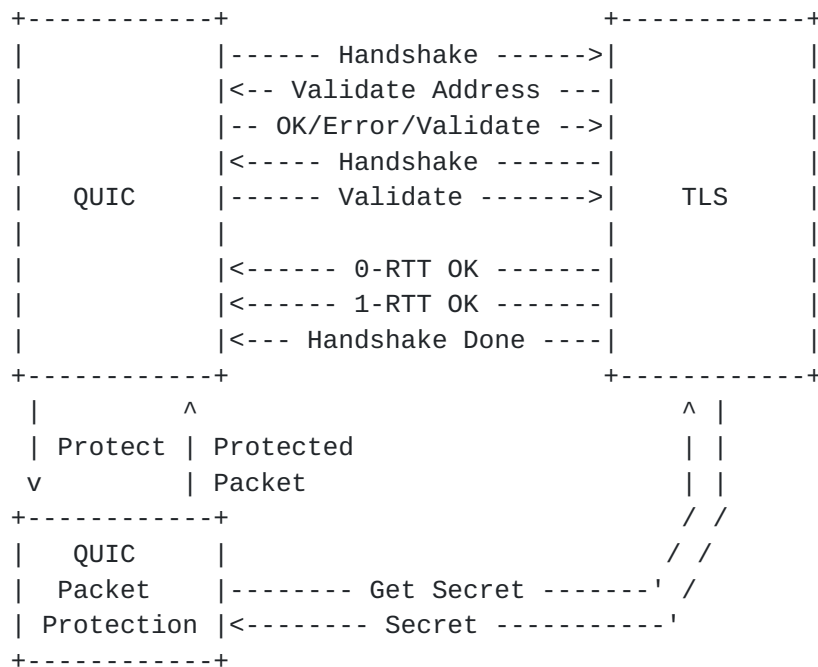 +------------+                        +------------+
|            |------ Handshake ------>|            |
|            |<-- Validate Address ---|            |
|            |-- OK/Error/Validate -->|            |
|            |<----- Handshake -------|            |
|   QUIC     |------ Validate ------->|    TLS     |
|            |                        |            |
|            |<------ 0-RTT OK -------|            |
|            |<------ 1-RTT OK -------|            |
|            |<--- Handshake Done ----|            |
+------------+                        +------------+
 |         ^                               ^ |
 | Protect | Protected                     | |
 v         | Packet                        | |
+------------+                             / /
|   QUIC     |                            / /
|  Packet    |-------- Get Secret -------' /
| Protection |<-------- Secret -----------'
+------------+